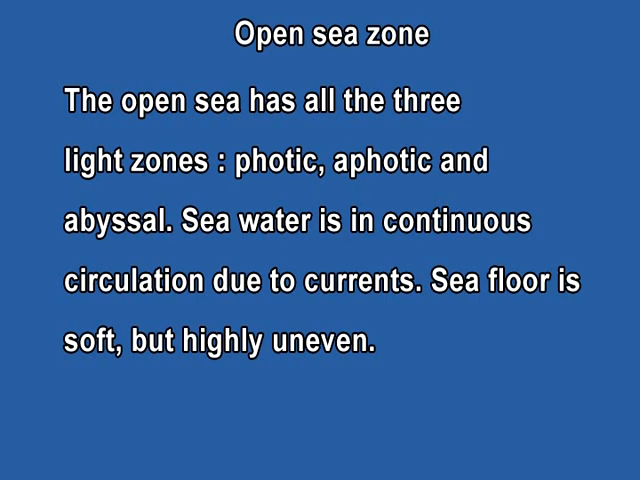 Open sea zone
The open sea has all the three
light zones : photic, aphotic and
abyssal. Sea water is in continuous
circulation due to currents. Sea floor is
soft, but highly uneven.